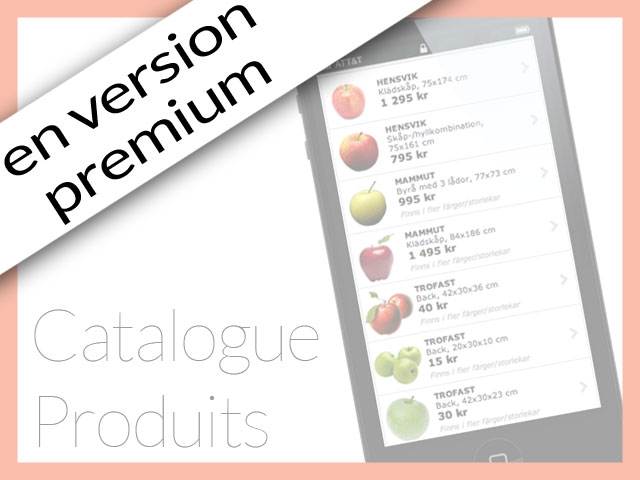 en version
premium
AT&T
HENSVIK
Klädskåp, 75x174 cm
1 295 kr
HENSVIK
Skåp-/hyllkombination,
75x161 cm
795 kr
MAMMUT
Byrå med 3 lådor, 77x73 cm
995 kr
Finns i fler färger/storlekar
MAMMUT
Klädskåp, 84x186 cm
1 495 kr
Finns i fler färger/storlekar
TROFAST
Back, 42x30x36 cm
40 kr
Finns i fler färger/storlekar
TROFAST
Back, 20x30x10 cm
15 kr
Finns i fler färger/storlekar
TROFAST
Back, 42x30x23 cm
30 kr
Finns i fler färger/storlekar
Catalogue
Produits